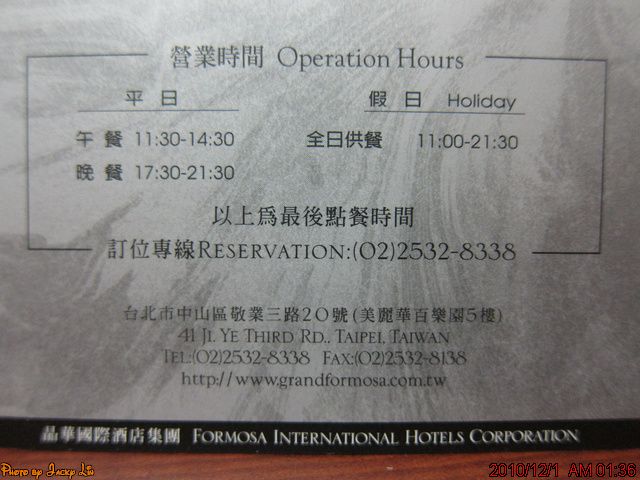 營業時間 Operation Hours
平日
假日 Holiday
午餐 11:30-14:30
全日供餐 11:00-21:30
晚餐 17:30-21:30
以上爲最後點餐時間
訂位專線RESERVATION:(02)2532-8338
台北市中山區敬業三路20號(美麗華百樂園5樓)
41 JI. YE THIRD RD., TAIPEI, TAIWAN
TEL:(02)2532-8338 FAX:(02)2532-8138
http://www.grandformosa.com.tw
晶華國際酒店集團 FORMOSA INTERNATIONAL HOTELS CORPORATION
Photo by Jacky Liu
2010/12/1 AM 01:36